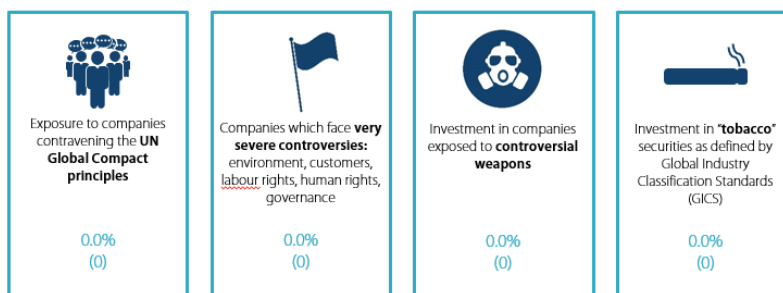 Exposure to companies
contravening the UN
Global Compact
principles
0.0%
(0)
Companies which face very
severe controversies:
environment, customers,
labour rights, human rights,
governance
0.0%
(0)
Investment in companies
exposed to controversial
weapons
0.0%
(0)
Investment in “tobacco”
securities as defined by
Global Industry
Classification Standards
(GICS)
0.0%
(0)